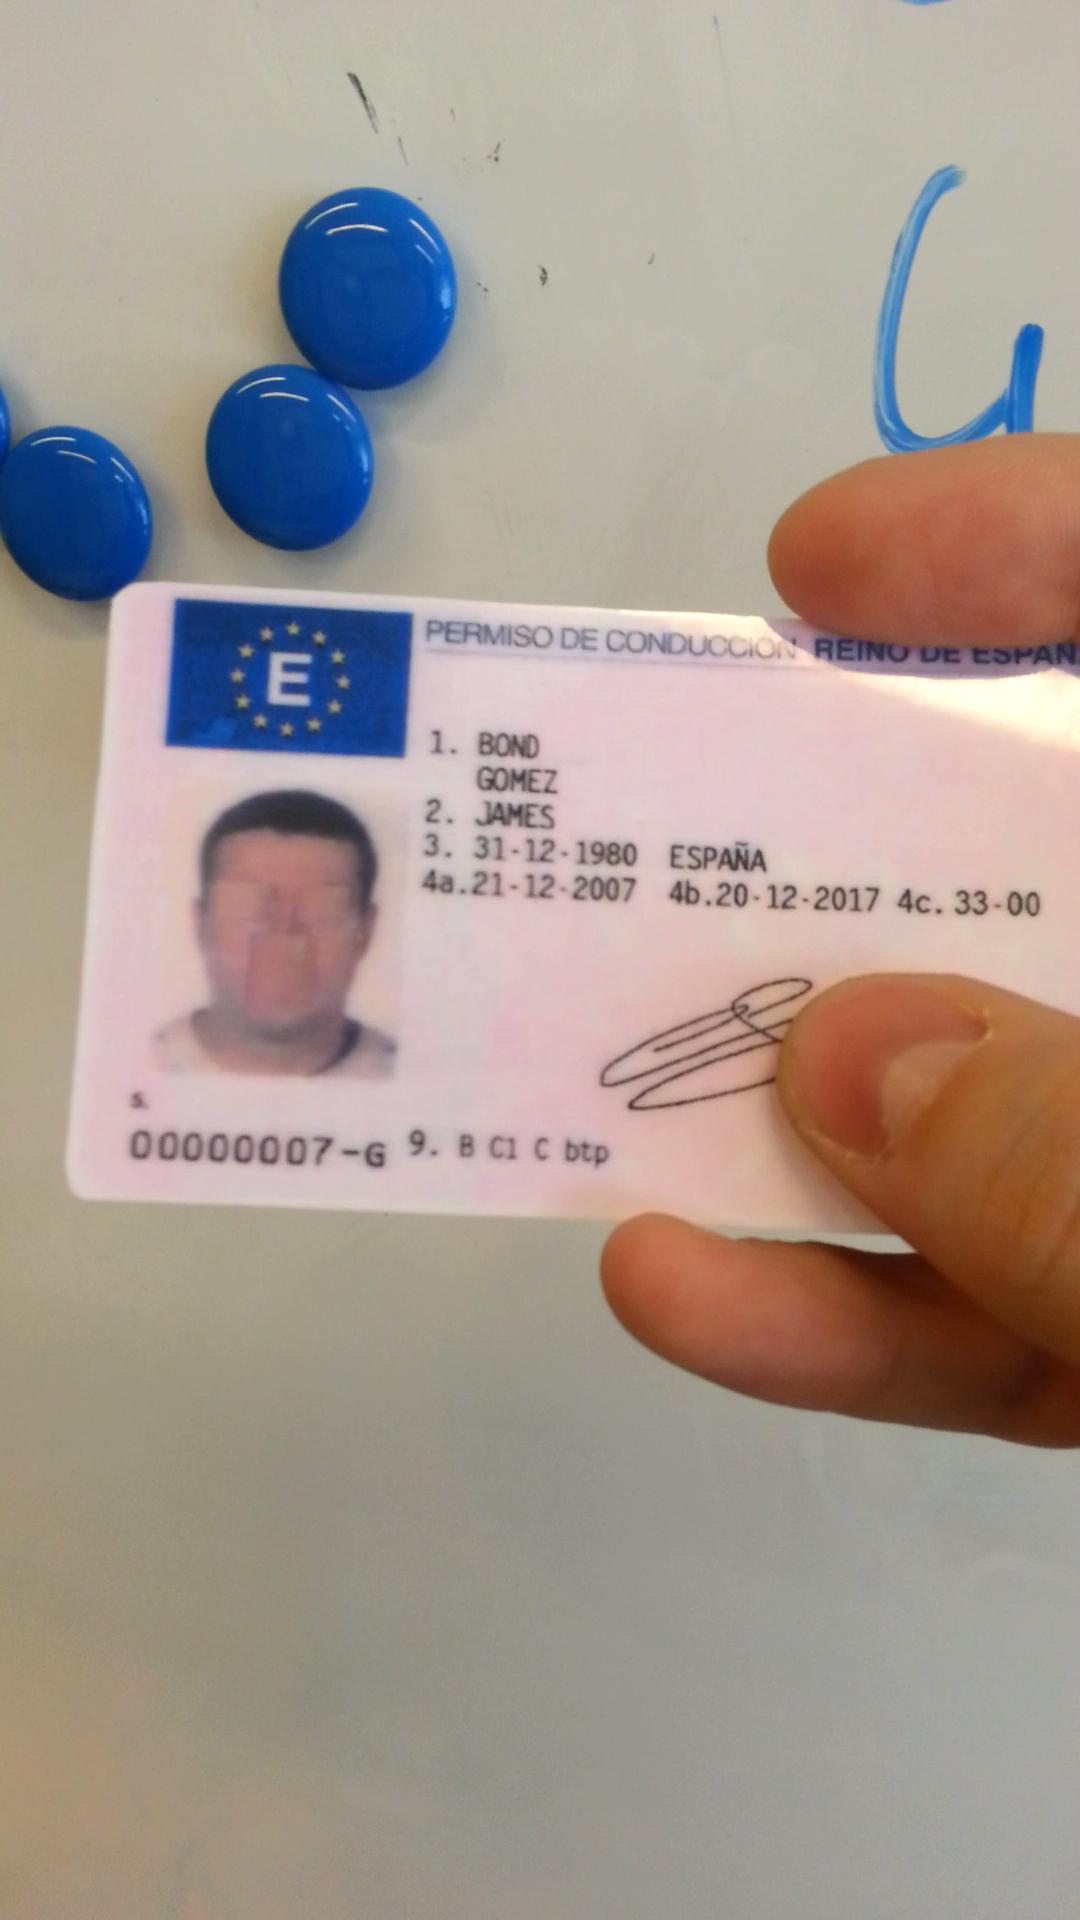 E
PERMISO DE CONDUCCIÓN REINO DE ESPAÑ
1. BOND
GOMEZ
2. JAMES
3. 31-12-1980 ESPAÑA
4a.21-12-2007 4b.20-12-2017 4c. 33-00
5.
00000007-G 9. B C1 C btp